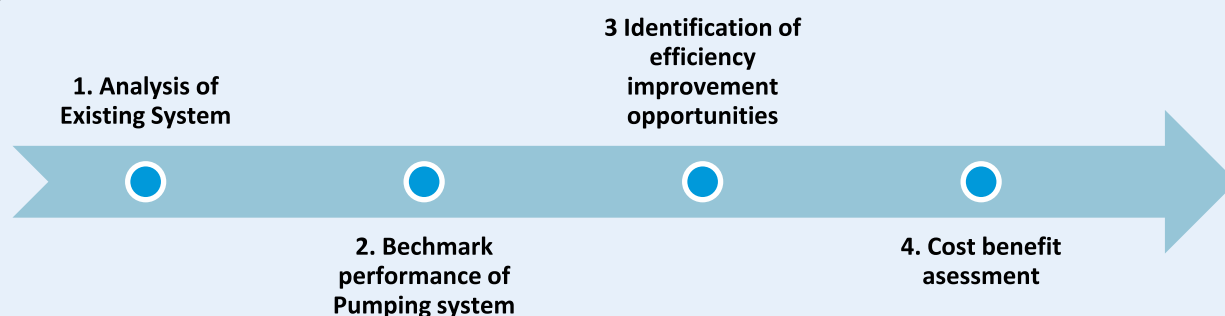 1. Analysis of
Existing System
2. Bechmark
performance of
Pumping system
3 Identification of
efficiency
improvement
opportunities
4. Cost benefit
asessment